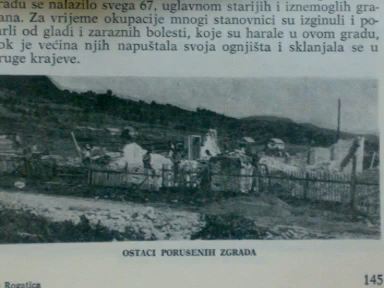 radu se nalazilo svega 67, uglavnom starijih i iznemoglih gra-
ana. Za vrijeme okupacije mnogi stanovnici su izginuli i po-
rli od gladi i zaraznih bolesti, koje su harale u ovom gradu,
ok je većina njih napuštala svoja ognjišta i sklanjala se u
ruge krajeve.
OSTACI PORUŠENIH ZGRADA
Rogatica
145